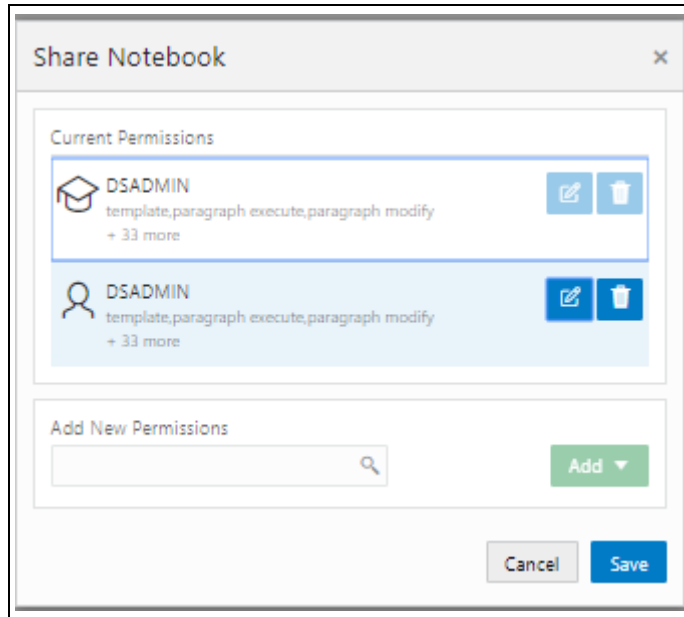 Share Notebook
Current Permissions
DSADMIN
template,paragraph execute,paragraph modify
+ 33 more
DSADMIN
template,paragraph execute,paragraph modify
+ 33 more
Add New Permissions
Add
Cancel
Save